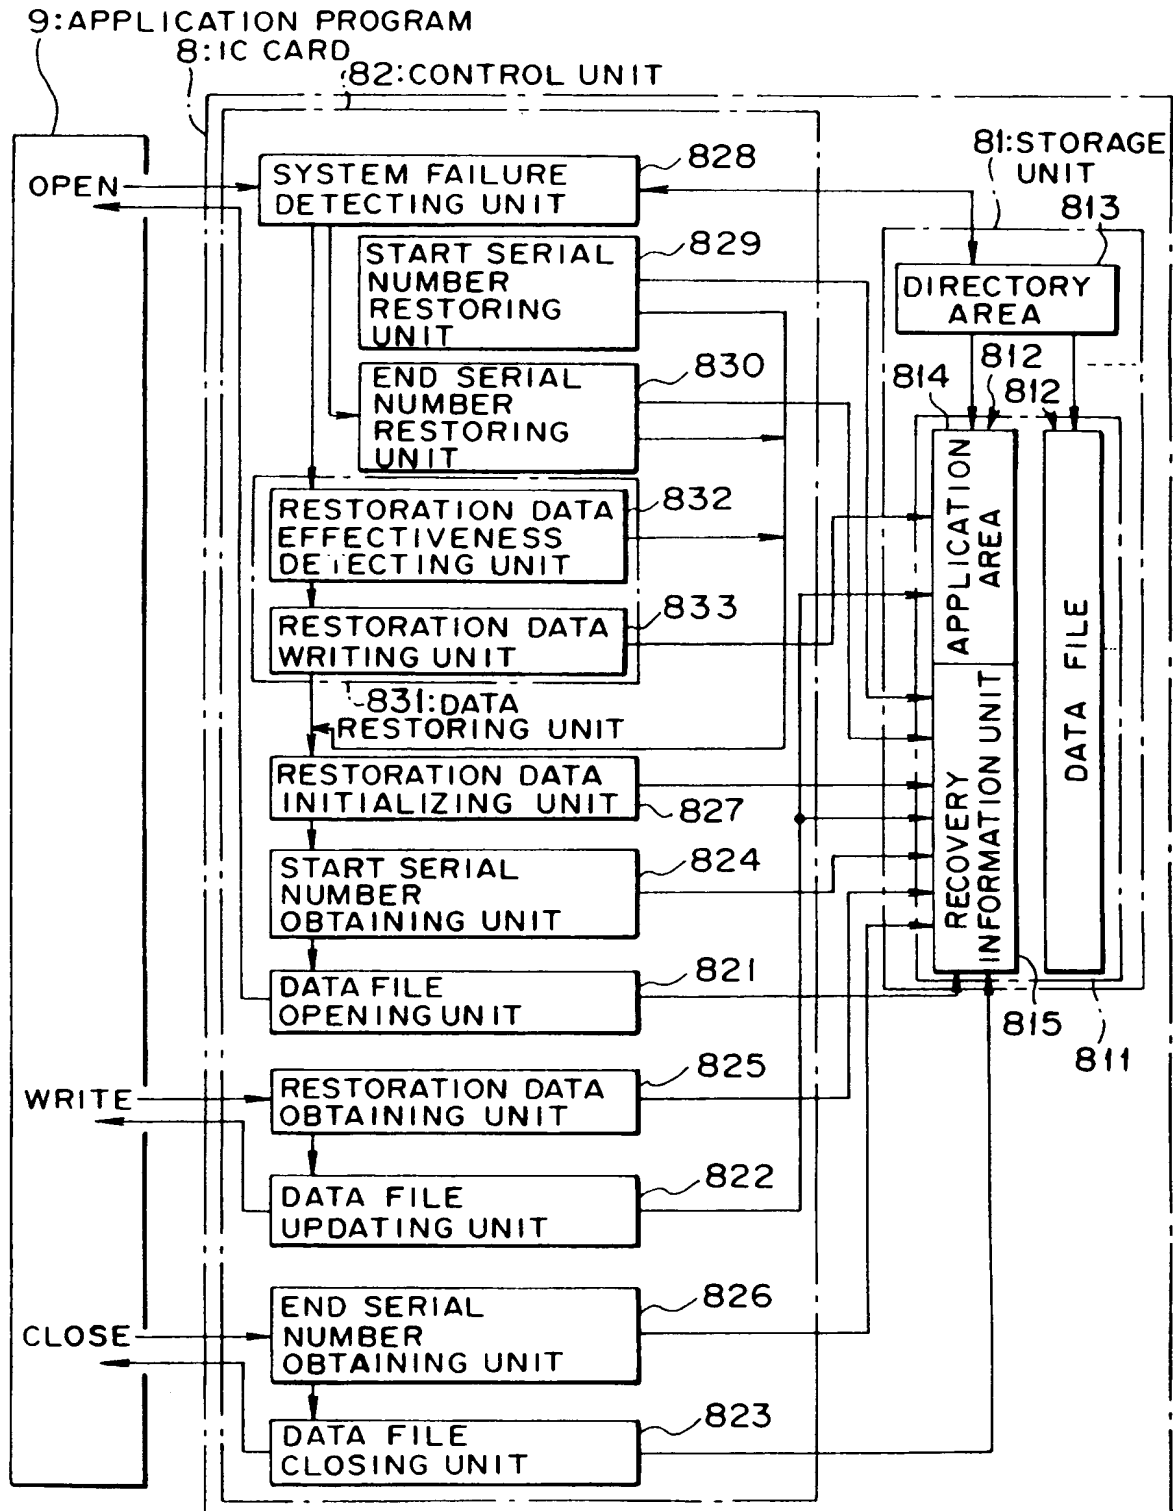 9:APPLICATION PROGRAM
8:IC CARD
82:CONTROL UNIT
OPEN
SYSTEM FAILURE
DETECTING UNIT
828
81:STORAGE
UNIT
813
START SERIAL
NUMBER
RESTORING
UNIT
829
DIRECTORY
AREA
END SERIAL
NUMBER
RESTORING
UNIT
830
814
812
812
RESTORATION DATA
EFFECTIVENESS
DETECTING UNIT
832
APPLICATION
AREA
DATA FILE
RESTORATION DATA
WRITING UNIT
833
831:DATA
RESTORING UNIT
RECOVERY
INFORMATION UNIT
RESTORATION DATA
INITIALIZING UNIT
827
START SERIAL
NUMBER
OBTAINING UNIT
824
DATA FILE
OPENING UNIT
821
815
811
WRITE
RESTORATION DATA
OBTAINING UNIT
825
DATA FILE
UPDATING UNIT
822
CLOSE
END SERIAL
NUMBER
OBTAINING UNIT
826
DATA FILE
CLOSING UNIT
823